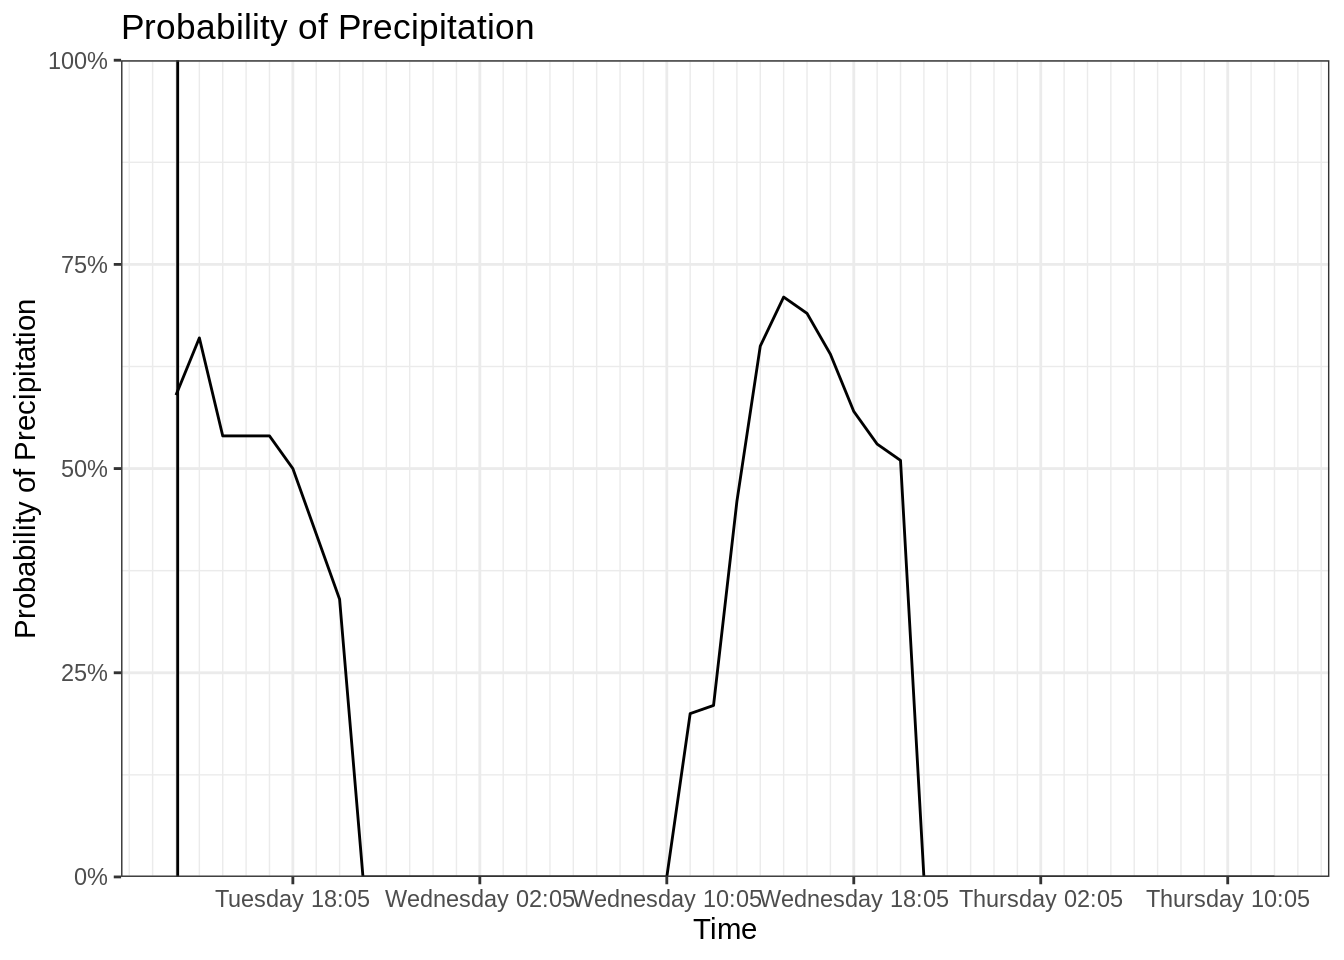 Probability of Precipitation
Probability of Precipitation
100%
75%
50%
25%
0%
Tuesday 18:05 Wednesday 02:05 Wednesday 10:05 Wednesday 18:05 Thursday 02:05 Thursday 10:05
Time